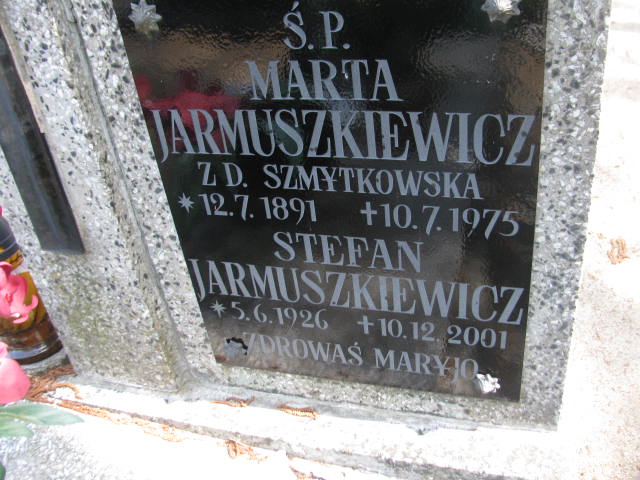 Ś.P.
MARTA
JARMUSZKIEWICZ
Z D. SZMYTKOWSKA
* 12.7.1891 +10.7.1975
STEFAN
JARMUSZKIEWICZ
* 5.6.1926 +10.12.2001
ZDROWAŚ MARYJO